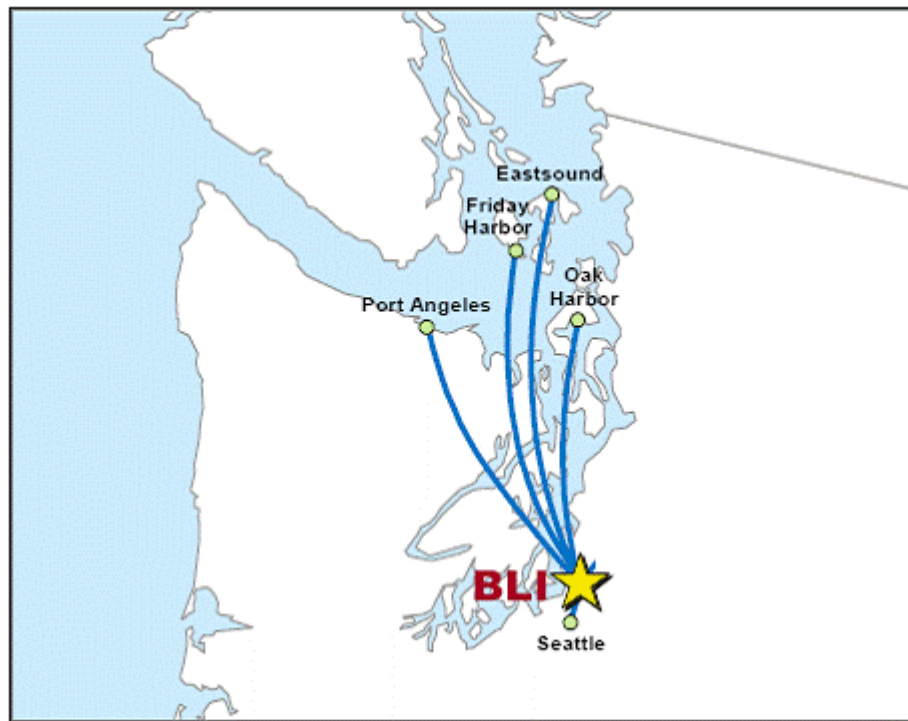 Eastsound
Friday
Harbor
Oak
Harbor
Port Angeles
BLI
Seattle